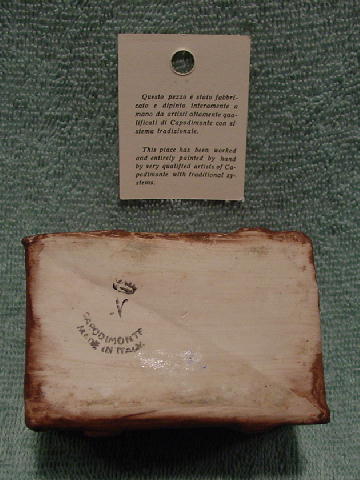 Questo pezzo è stato fabbri-
cato e dipinto interamente a
mano da artisti altamente qua-
lificati di Capodimonte con si-
stema tradizionale.
This piece has been worked
and entirely painted by hand
by very qualified artists of Ca-
podimonte with traditional sy-
stems.
N
CAPODIMONTE
MADE IN ITALY